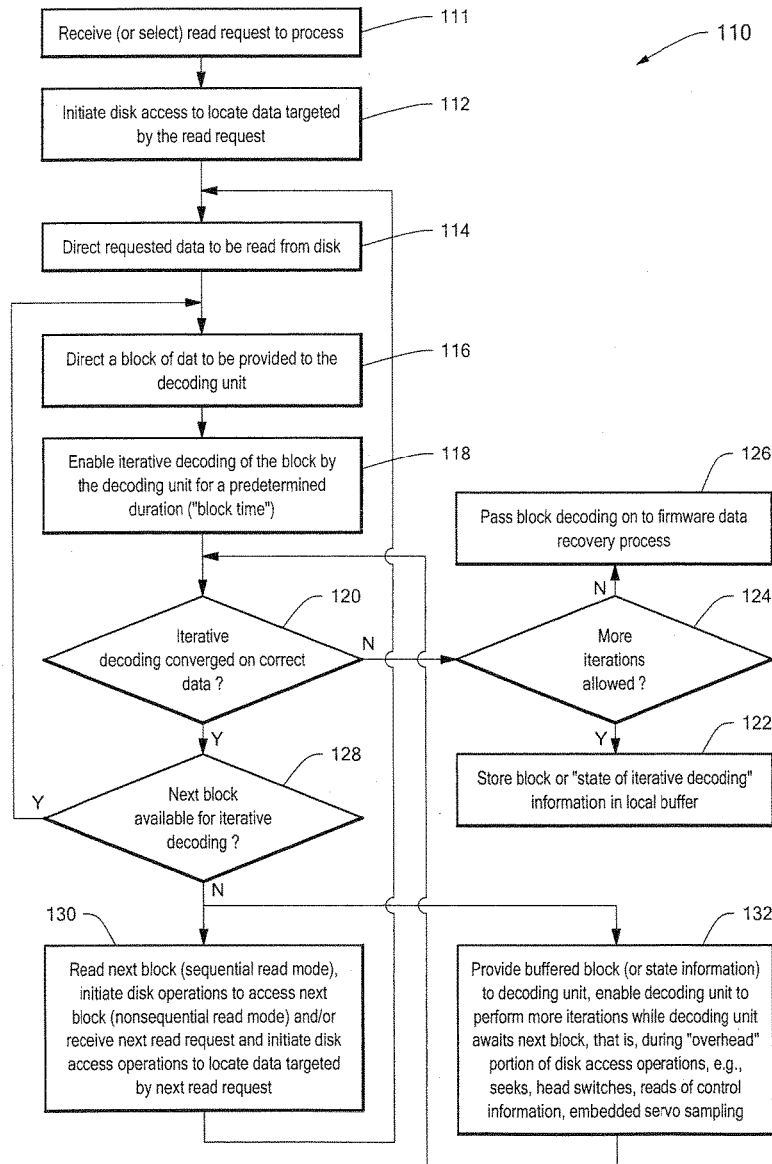 111
Receive (or select) read request to process
110
112
Initiate disk access to locate data targeted
by the read request
114
Direct requested data to be read from disk
116
Direct a block of dat to be provided to the
decoding unit
118
Enable iterative decoding of the block by
the decoding unit for a predetermined
duration ("block time")
126
Pass block decoding on to firmware data
recovery process
120
Iterative
decoding converged on correct
data ?
N
N
124
More
iterations
allowed ?
Y
Y
128
Next block
available for iterative
decoding ?
Y
N
122
Store block or "state of iterative decoding"
information in local buffer
130
Read next block (sequential read mode),
initiate disk operations to access next
block (nonsequential read mode) and/or
receive next read request and initiate disk
access operations to locate data targeted
by next read request
132
Provide buffered block (or state information)
to decoding unit, enable decoding unit to
perform more iterations while decoding unit
awaits next block, that is, during "overhead"
portion of disk access operations, e.g.,
seeks, head switches, reads of control
information, embedded servo sampling